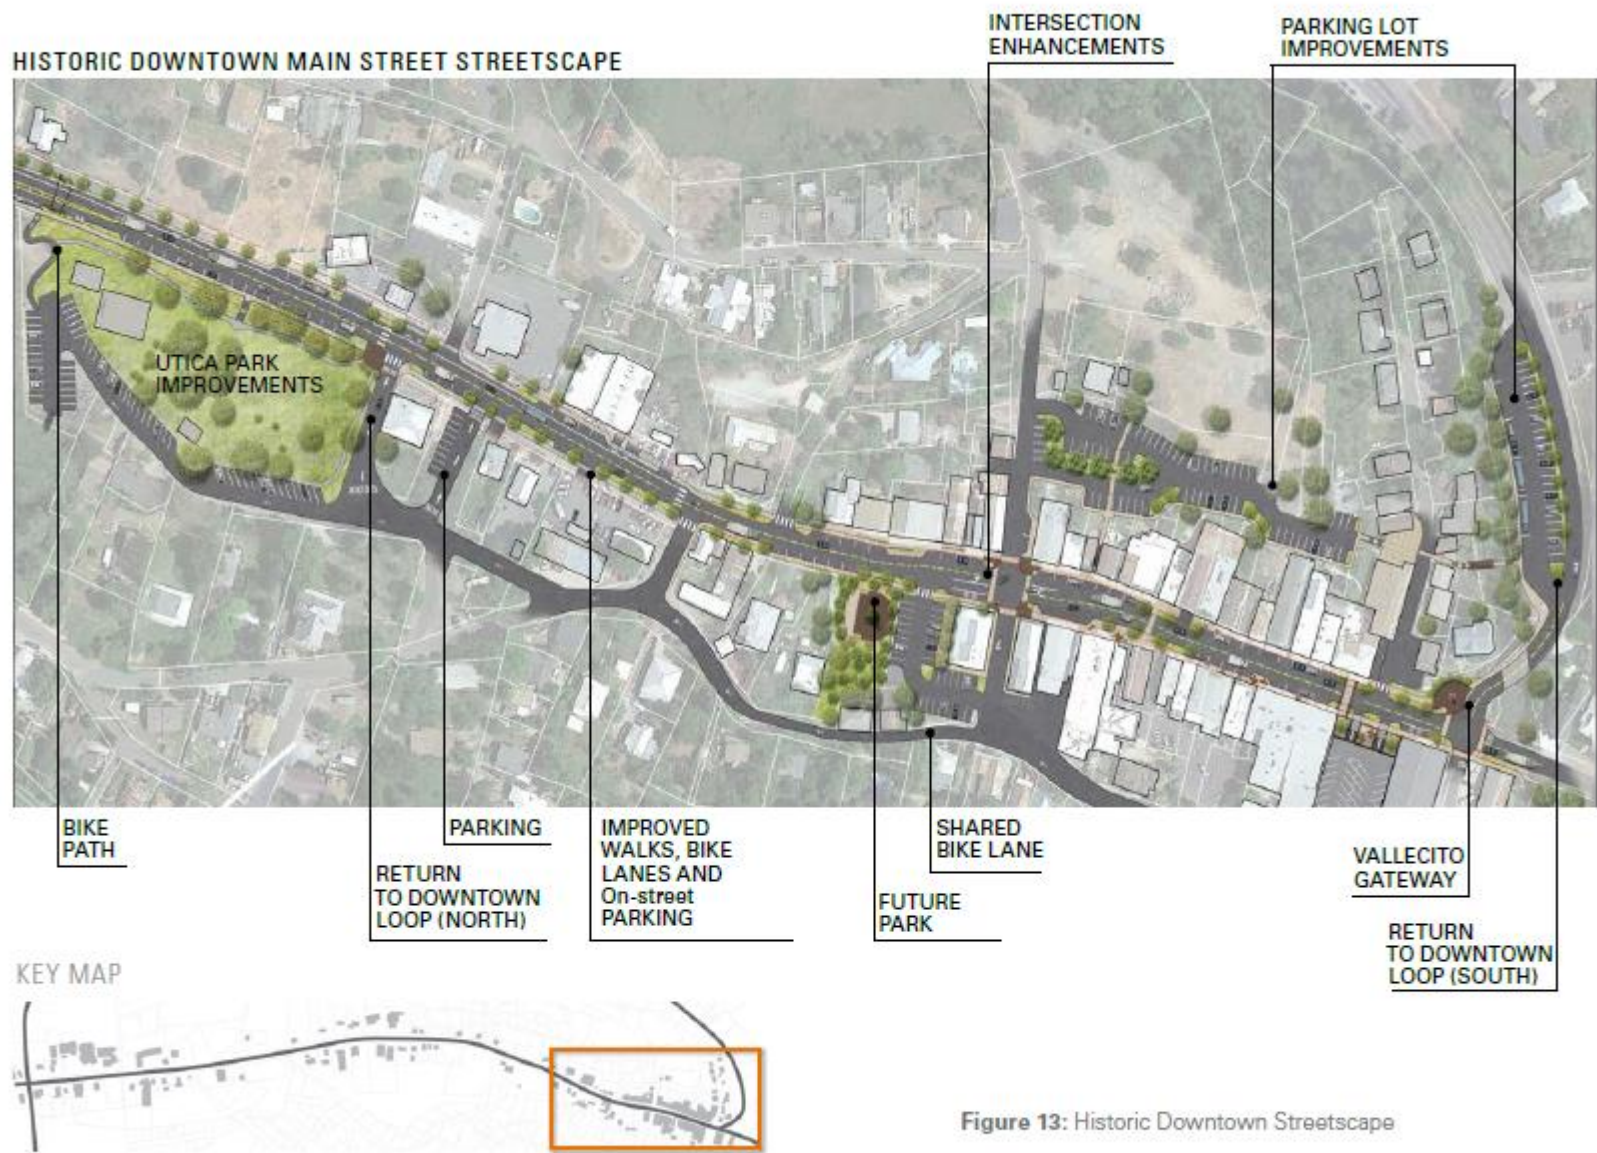 HISTORIC DOWNTOWN MAIN STREET STREETSCAPE
INTERSECTION
ENHANCEMENTS
PARKING LOT
IMPROVEMENTS
UTICA PARK
IMPROVEMENTS
BIKE
PATH
RETURN
TO DOWNTOWN
LOOP (NORTH)
PARKING
IMPROVED
WALKS, BIKE
LANES AND
On-street
PARKING
FUTURE
PARK
SHARED
BIKE LANE
VALLECITO
GATEWAY
RETURN
TO DOWNTOWN
LOOP (SOUTH)
KEY MAP
Figure 13: Historic Downtown Streetscape